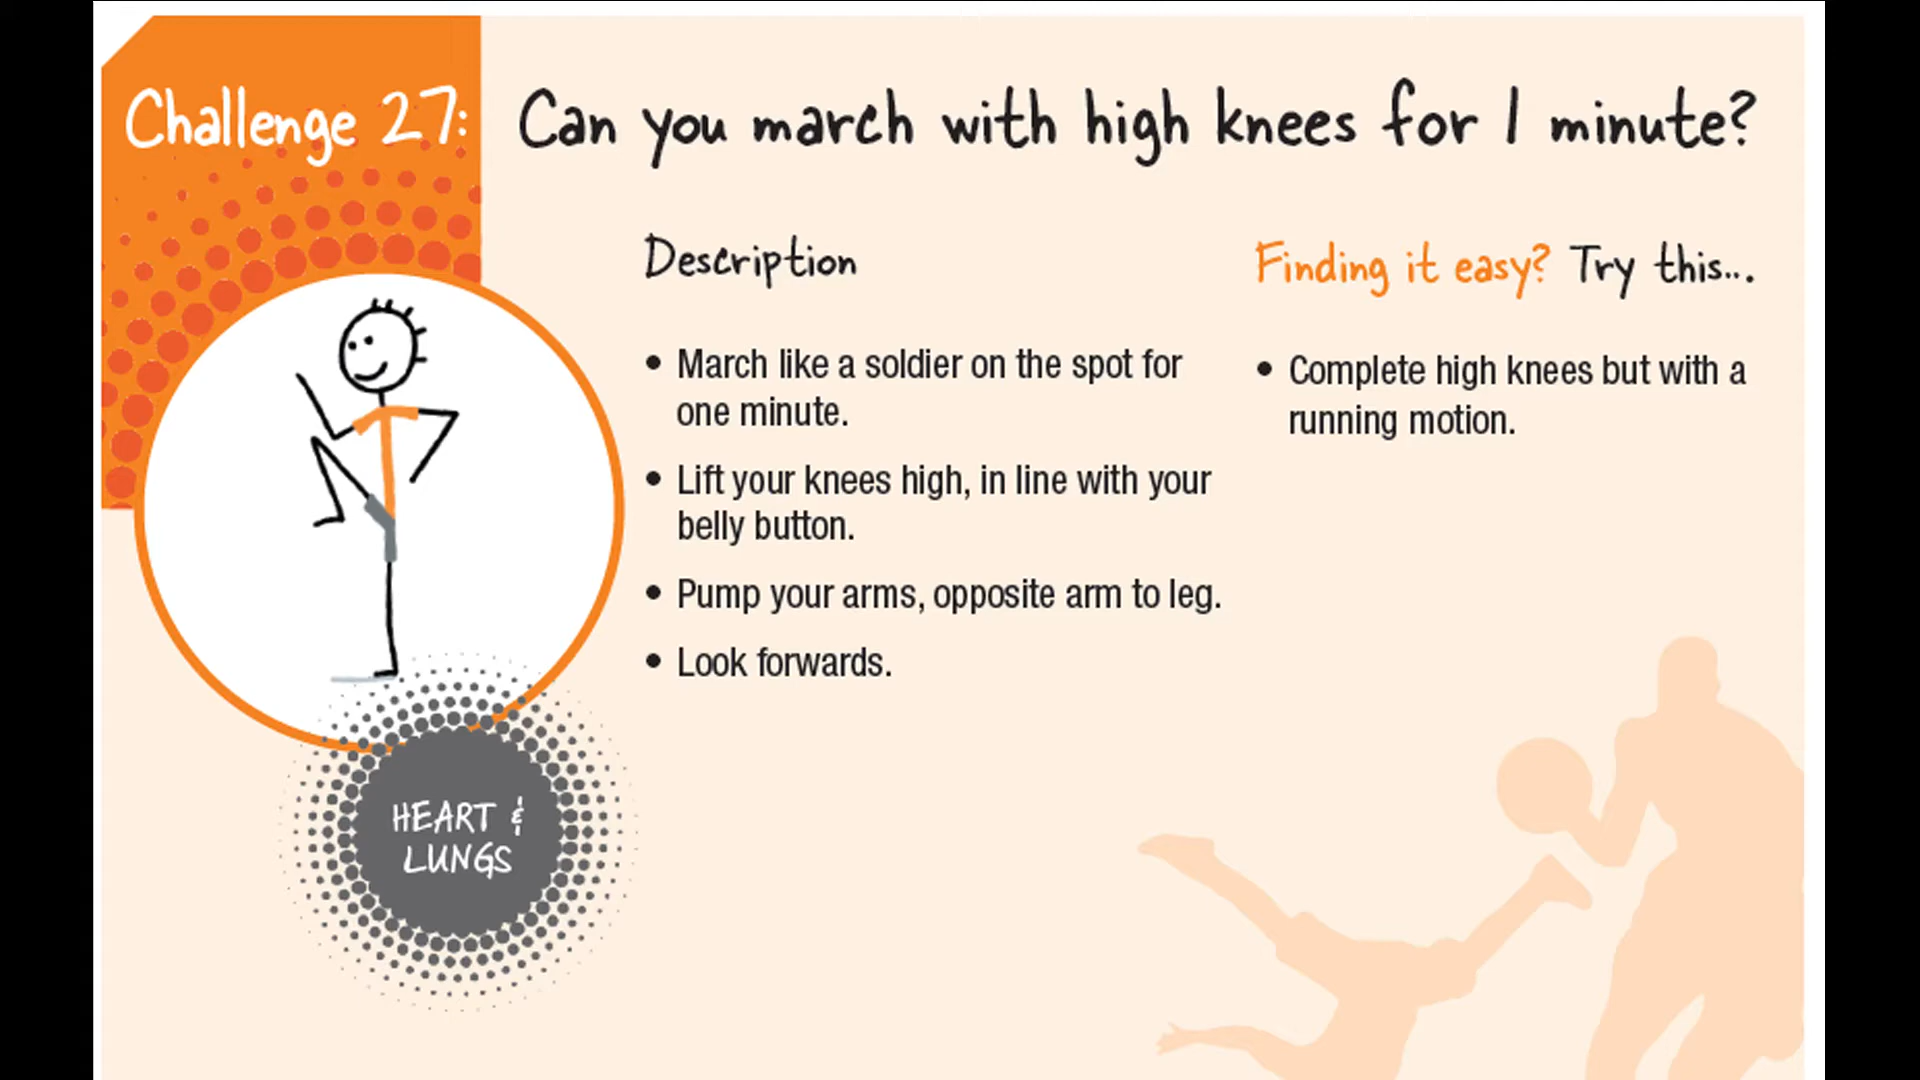 Challenge 27:
Can you march with high knees for 1 minute?
Description
• March like a soldier on the spot for
one minute.
• Lift your knees high, in line with your
belly button.
• Pump your arms, opposite arm to leg.
• Look forwards.
Finding it easy? Try this...
• Complete high knees but with a
running motion.
HEART &
LUNGS